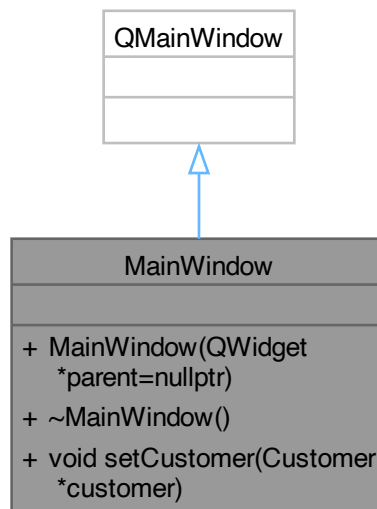 QMainWindow
MainWindow
+ MainWindow(QWidget
*parent=nullptr)
+ ~MainWindow()
+ void setCustomer(Customer
*customer)